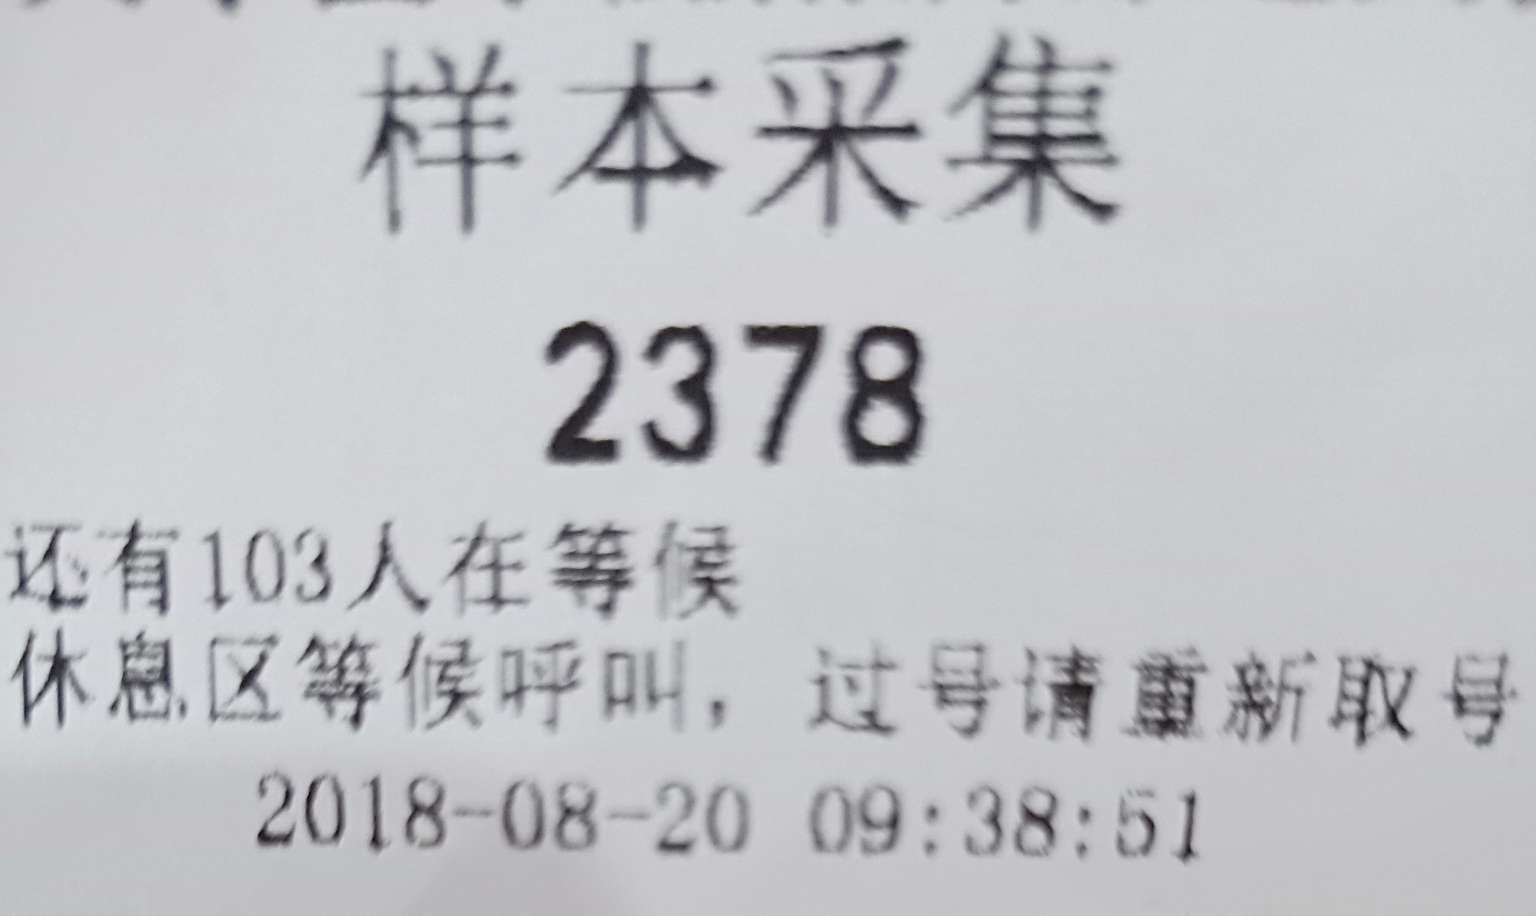 样本采集
2378
还有103人在等候
休息区等候呼叫，过号请重新取号
2018-08-20 09:38:51